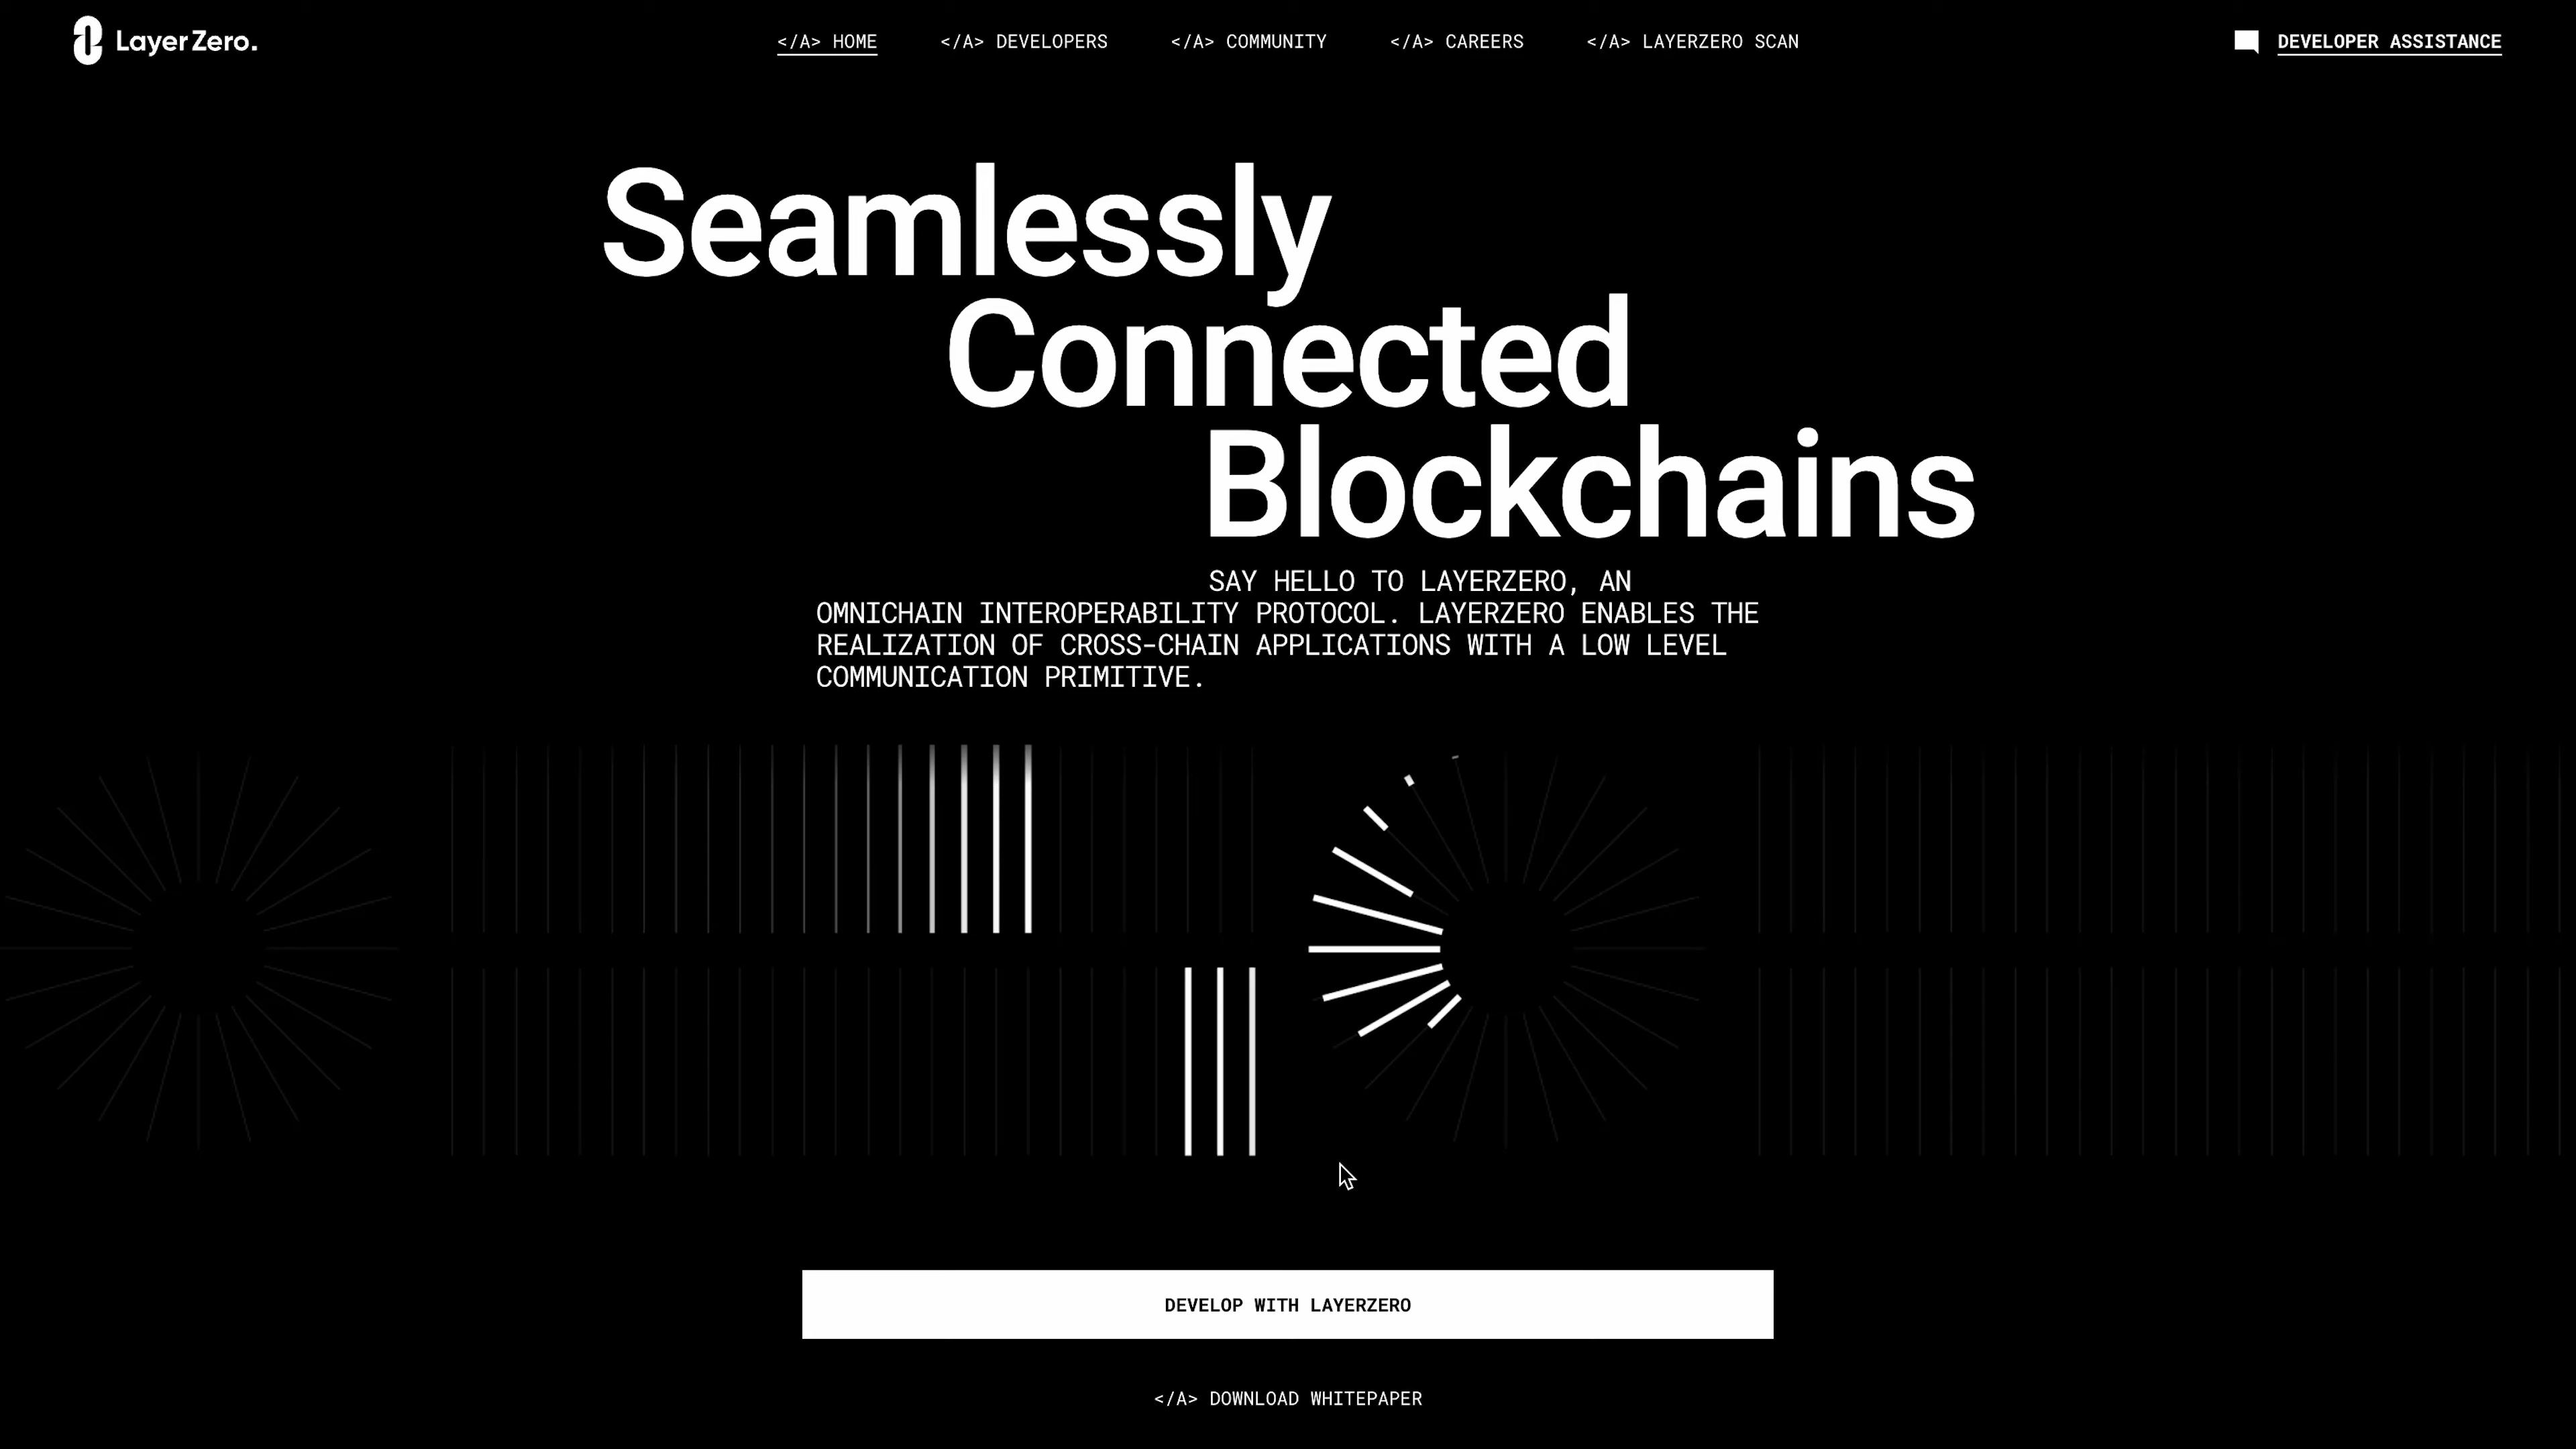 LayerZero.
</A> HOME
</A> DEVELOPERS
</A> COMMUNITY
</A> CAREERS
</A> LAYERZERO SCAN
DEVELOPER ASSISTANCE
Seamlessly
Connected
Blockchains
SAY HELLO TO LAYERZERO, AN
OMNICHAIN INTEROPERABILITY PROTOCOL. LAYERZERO ENABLES THE
REALIZATION OF CROSS-CHAIN APPLICATIONS WITH A LOW LEVEL
COMMUNICATION PRIMITIVE.
DEVELOP WITH LAYERZERO
</A> DOWNLOAD WHITEPAPER